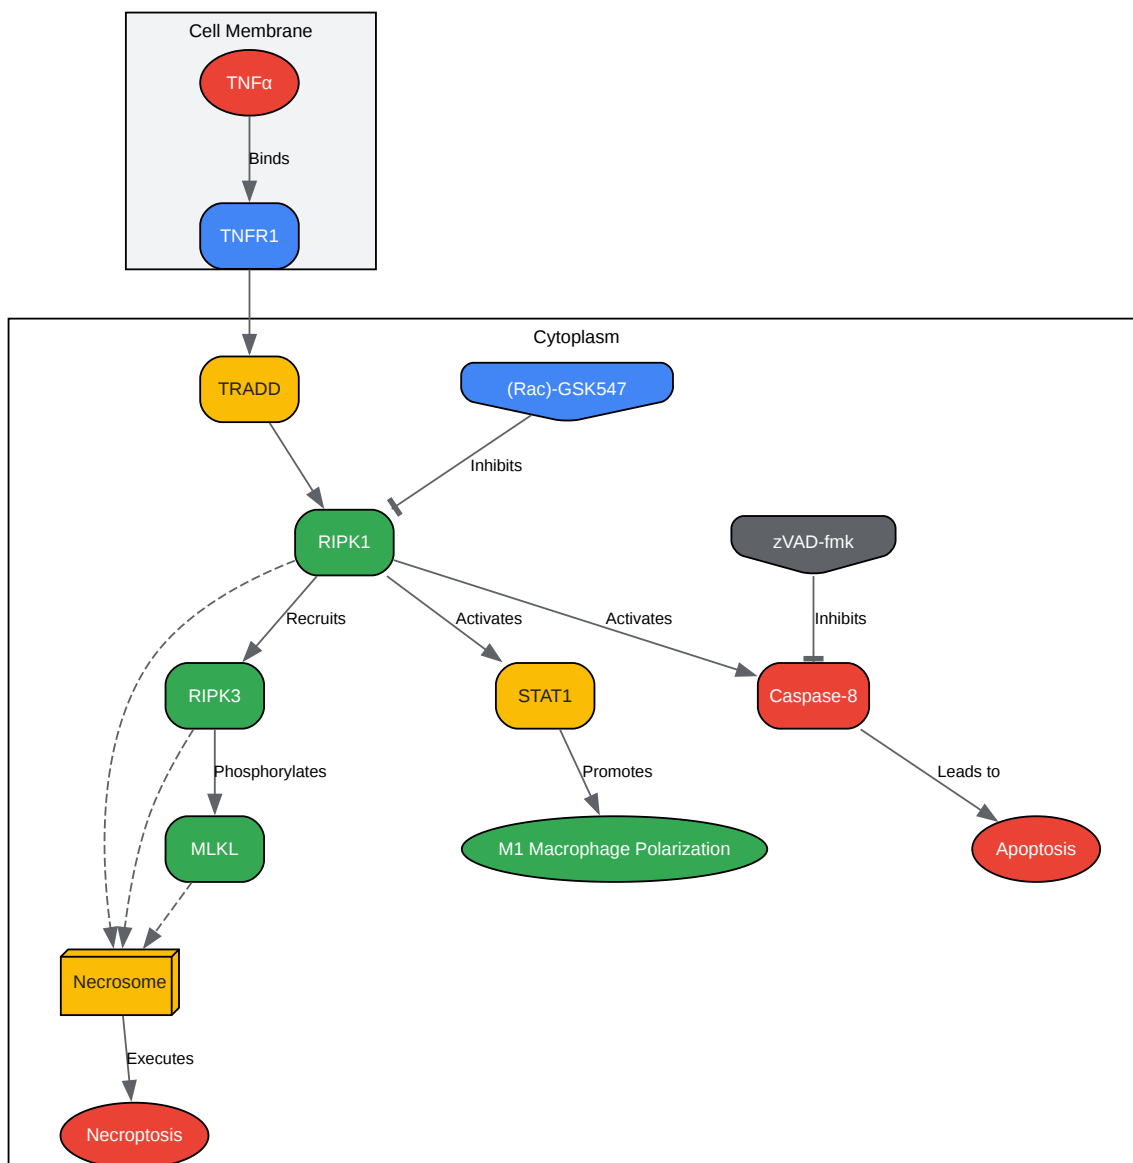 Cell Membrane
TNFα
Binds
TNFR1
Cytoplasm
TRADD
(Rac)-GSK547
Inhibits
RIPK1
zVAD-fmk
Recruits
Activates
Activates
Inhibits
RIPK3
STAT1
Caspase-8
Phosphorylates
Promotes
Leads to
MLKL
M1 Macrophage Polarization
Apoptosis
Necrosome
Executes
Necroptosis